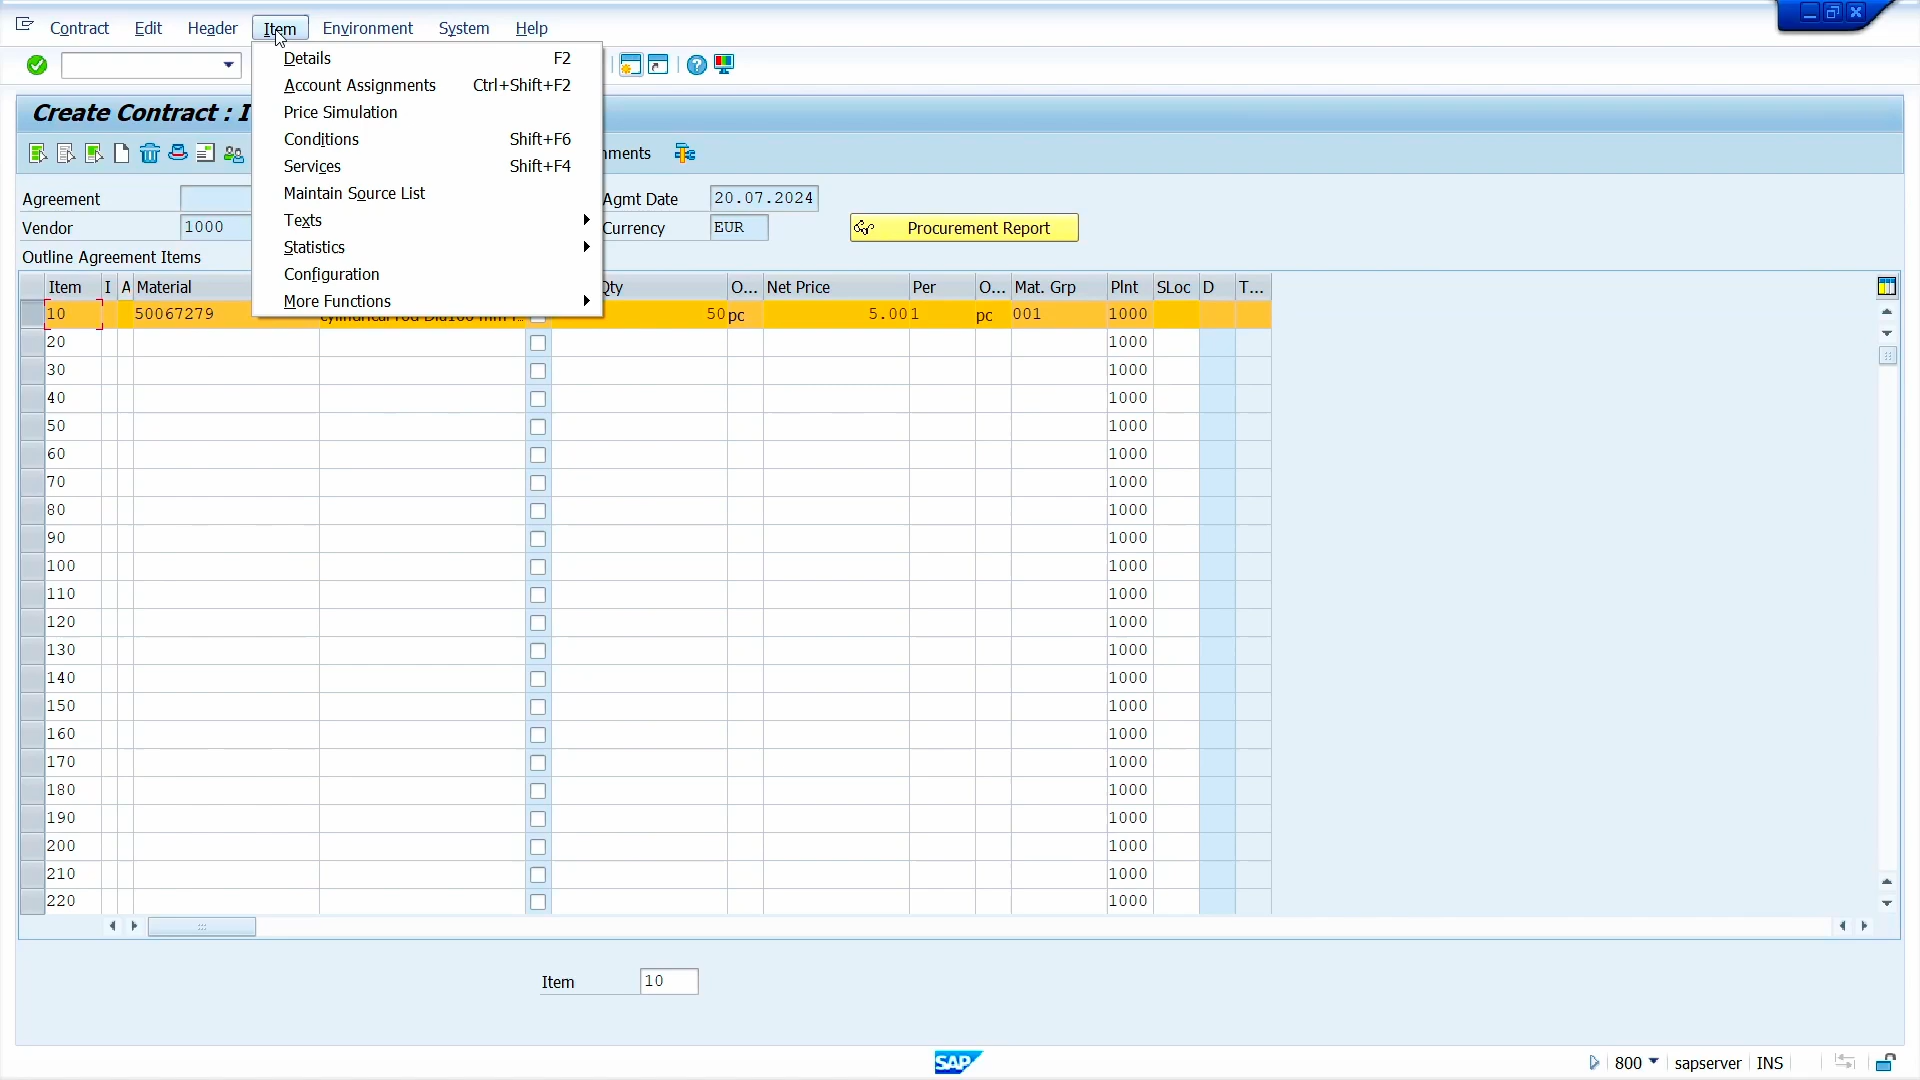 Contract Edit Header Item Environment System Help
Details F2
Account Assignments Ctrl+Shift+F2
Price Simulation
Create Contract : I
Conditions Shift+F6
Services Shift+F4
Maintain Source List
Texts
Statistics
Configuration
More Functions
Agreement Agmt Date 20.07.2024
Vendor 1000 Currency EUR Procurement Report
Outline Agreement Items
Item I A Material Qty O... Net Price Per O... Mat. Grp Plnt SLoc D T...
10 50067279 50 pc 5.00 1 pc 001 1000
20 1000
30 1000
40 1000
50 1000
60 1000
70 1000
80 1000
90 1000
100 1000
110 1000
120 1000
130 1000
140 1000
150 1000
160 1000
170 1000
180 1000
190 1000
200 1000
210 1000
220 1000
Item 10
SAP 800 sapserver INS